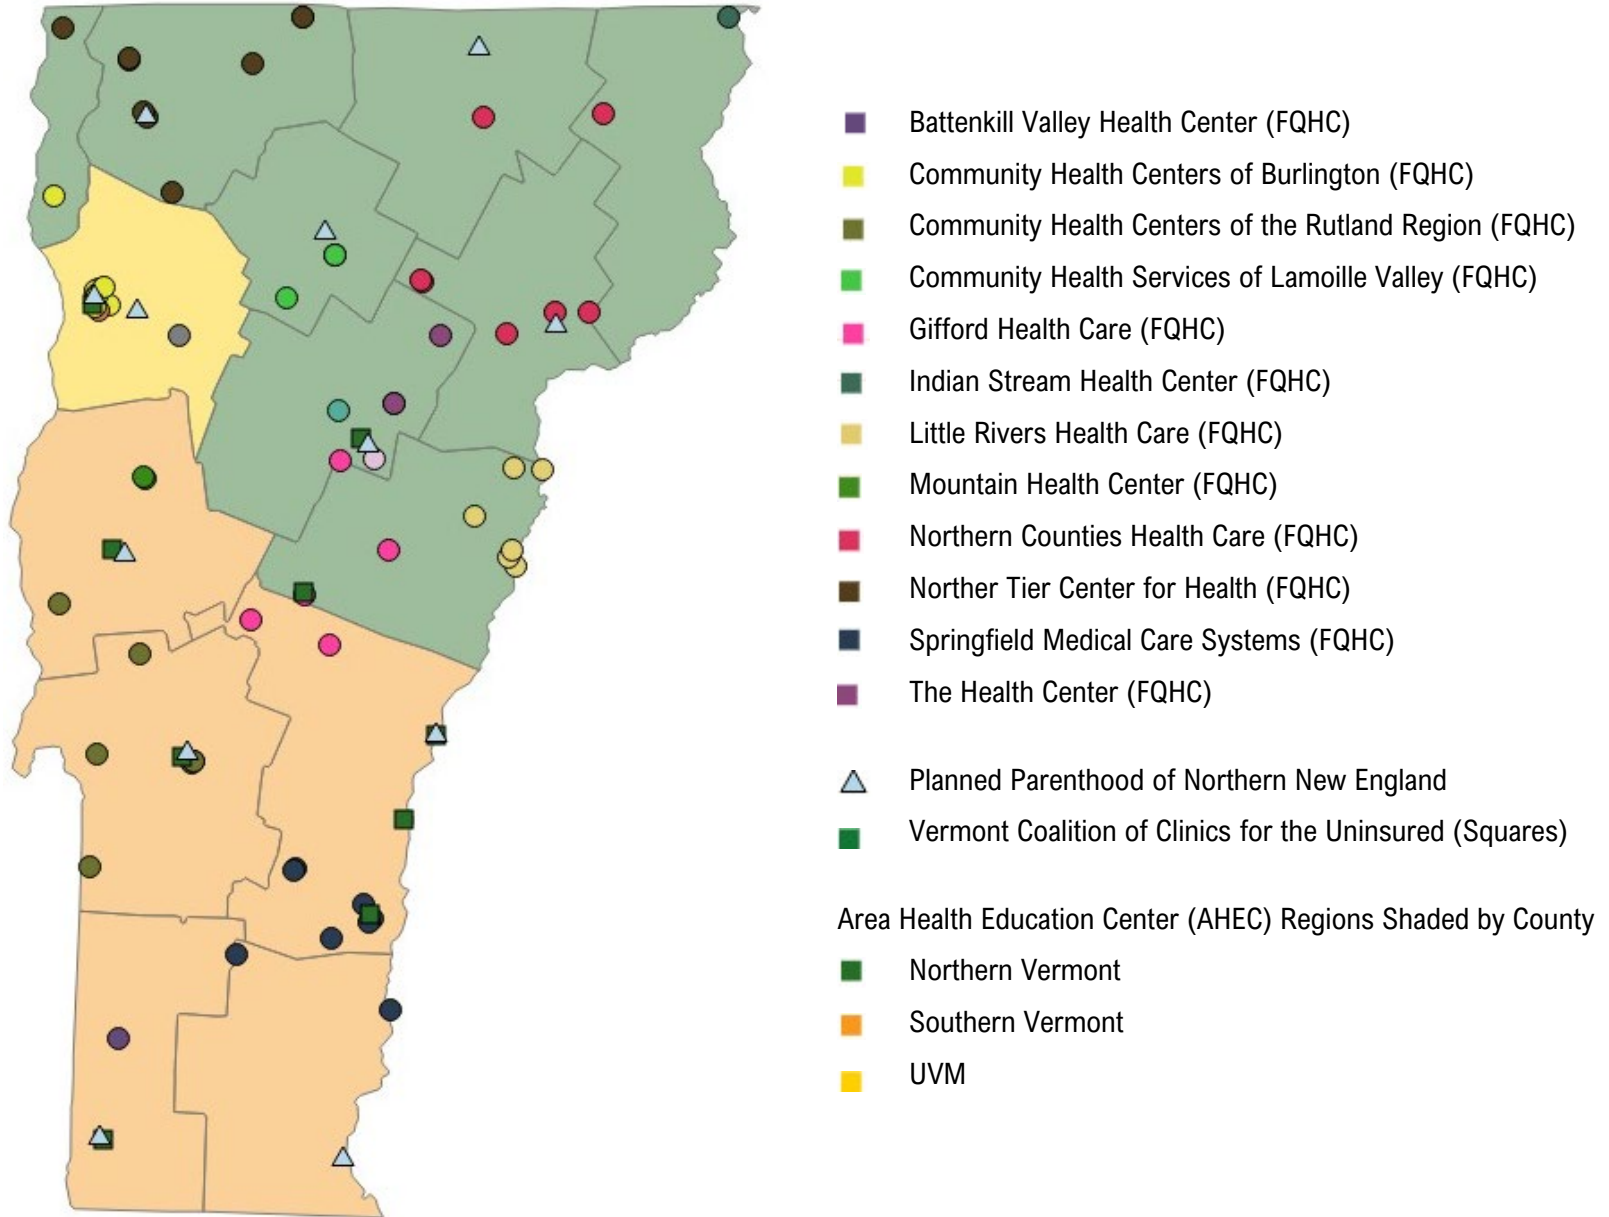 Battenkill Valley Health Center (FQHC)
Community Health Centers of Burlington (FQHC)
Community Health Centers of the Rutland Region (FQHC)
Community Health Services of Lamoille Valley (FQHC)
Gifford Health Care (FQHC)
Indian Stream Health Center (FQHC)
Little Rivers Health Care (FQHC)
Mountain Health Center (FQHC)
Northern Counties Health Care (FQHC)
Norther Tier Center for Health (FQHC)
Springfield Medical Care Systems (FQHC)
The Health Center (FQHC)
Planned Parenthood of Northern New England
Vermont Coalition of Clinics for the Uninsured (Squares)
Area Health Education Center (AHEC) Regions Shaded by County
Northern Vermont
Southern Vermont
UVM